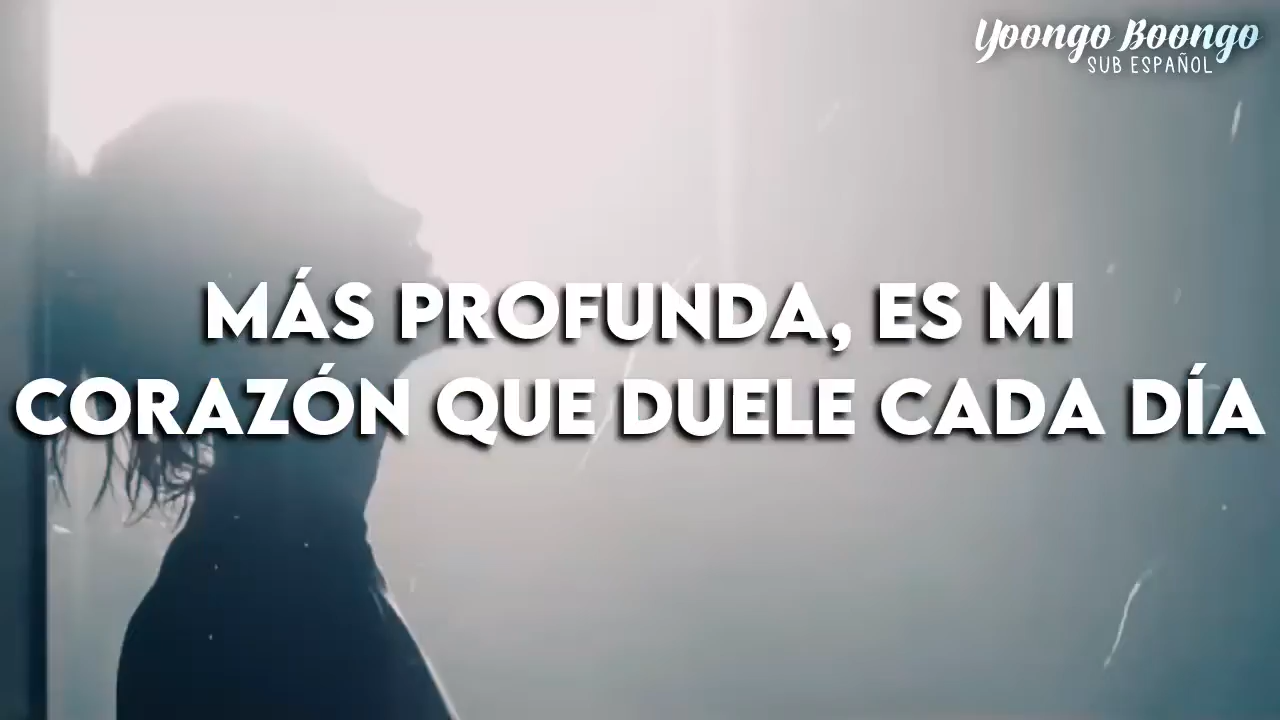 Yoongo Boongo
SUB ESPAÑOL
MÁS PROFUNDA, ES MI
CORAZÓN QUE DUELE CADA DÍA